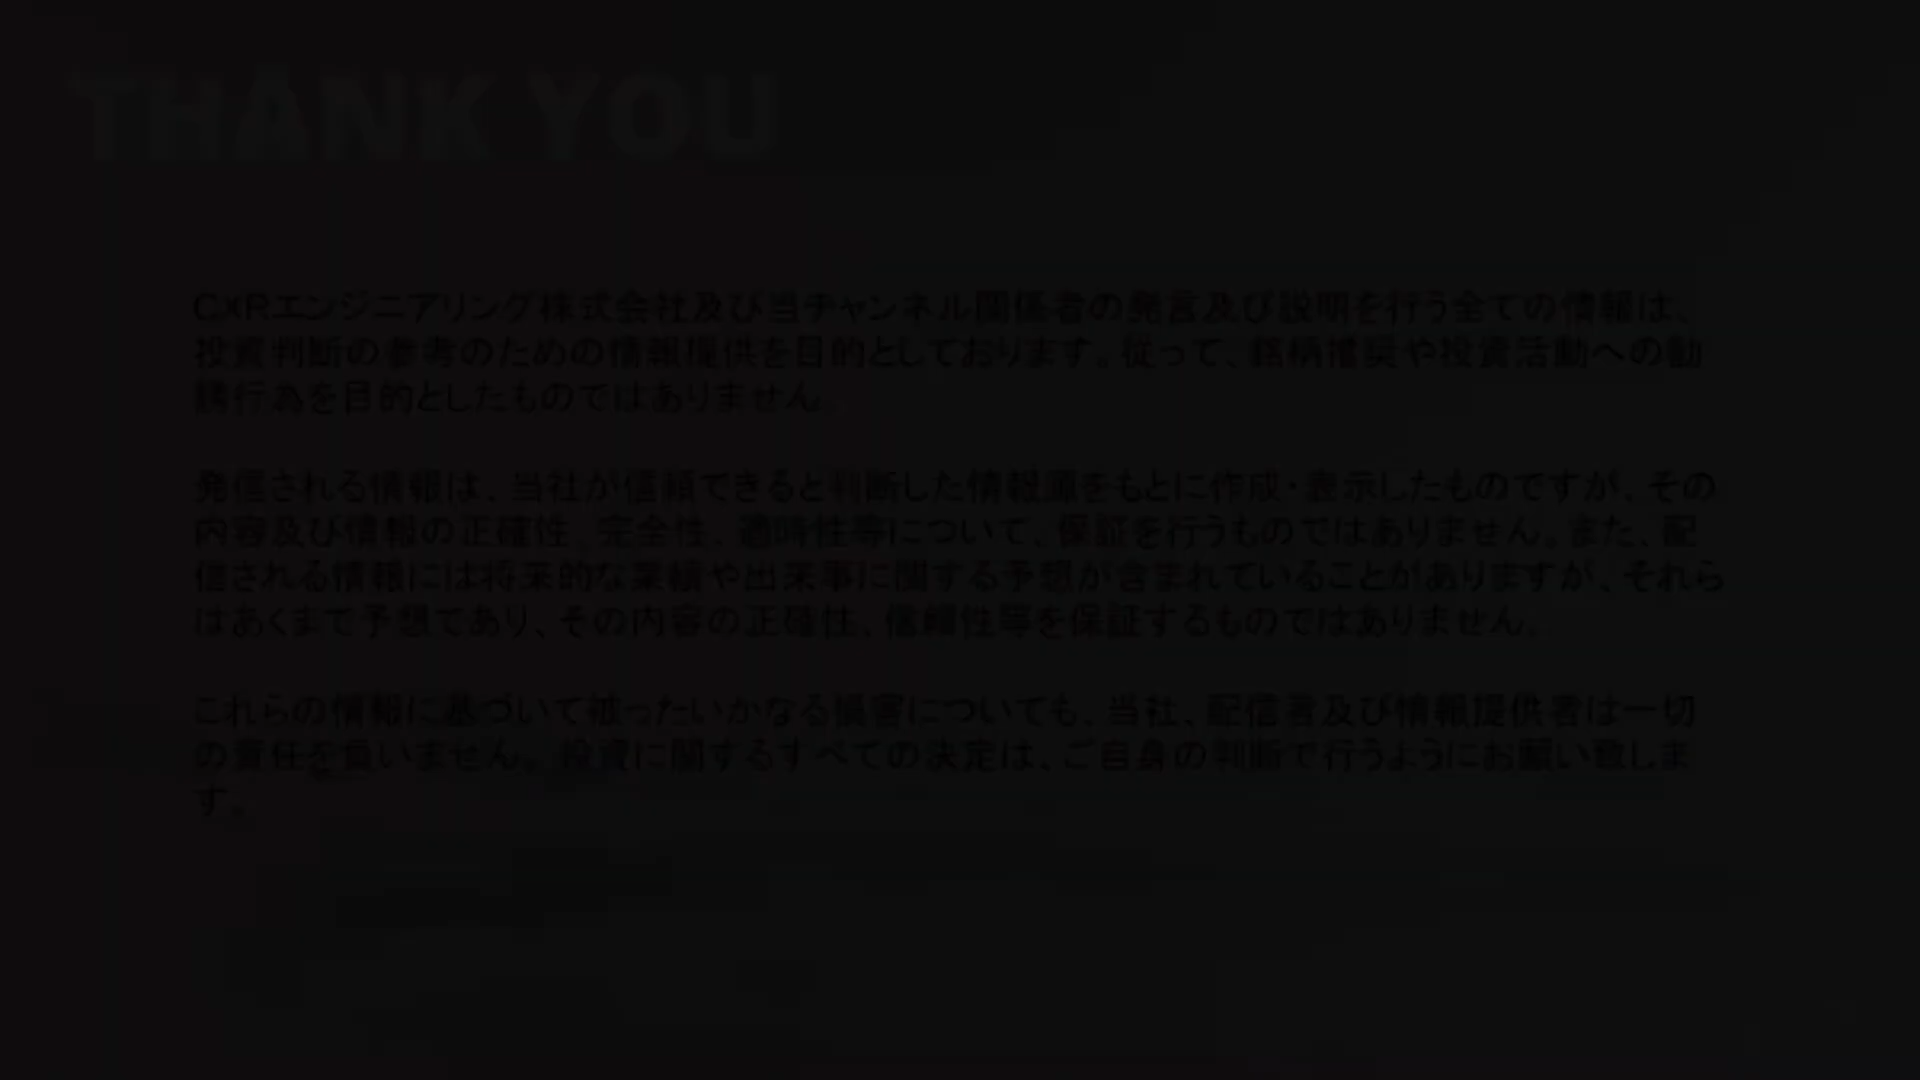 THANK YOU
CXRエンジニアリング株式会社及び当チャンネル関係者の発言及び説明を行う全ての情報は、
投資判断の参考のための情報提供を目的としております。従って、銘柄推奨や投資活動への勧
誘行為を目的としたものではありません。
発信される情報は、当社が信頼できると判断した情報源をもとに作成・表示したものですが、その
内容及び情報の正確性、完全性、適時性等について、保証を行うものではありません。また、配
信される情報には将来的な業績や出来事に関する予想が含まれていることがありますが、それら
はあくまで予想であり、その内容の正確性、信頼性等を保証するものではありません。
これらの情報に基づいて被ったいかなる損害についても、当社、配信者及び情報提供者は一切
の責任を負いません。投資に関するすべての決定は、ご自身の判断で行うようにお願い致しま
す。